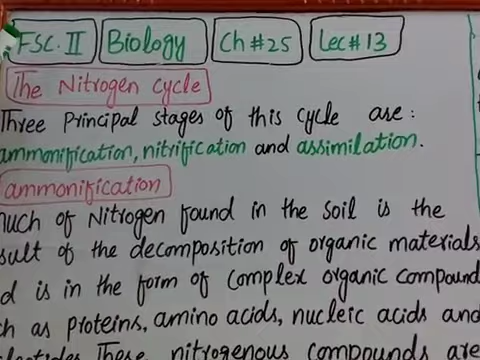 FSC. II Biology Ch # 25 Lec # 13
The Nitrogen Cycle
Three Principal stages of this cycle are:
ammonification, nitrification and assimilation.
ammonification
much of Nitrogen found in the soil is the
sult of the decomposition of organic materials
d is in the form of complex organic compound
ch as proteins, amino acids, nucleic acids and
These nitrogenous compounds are